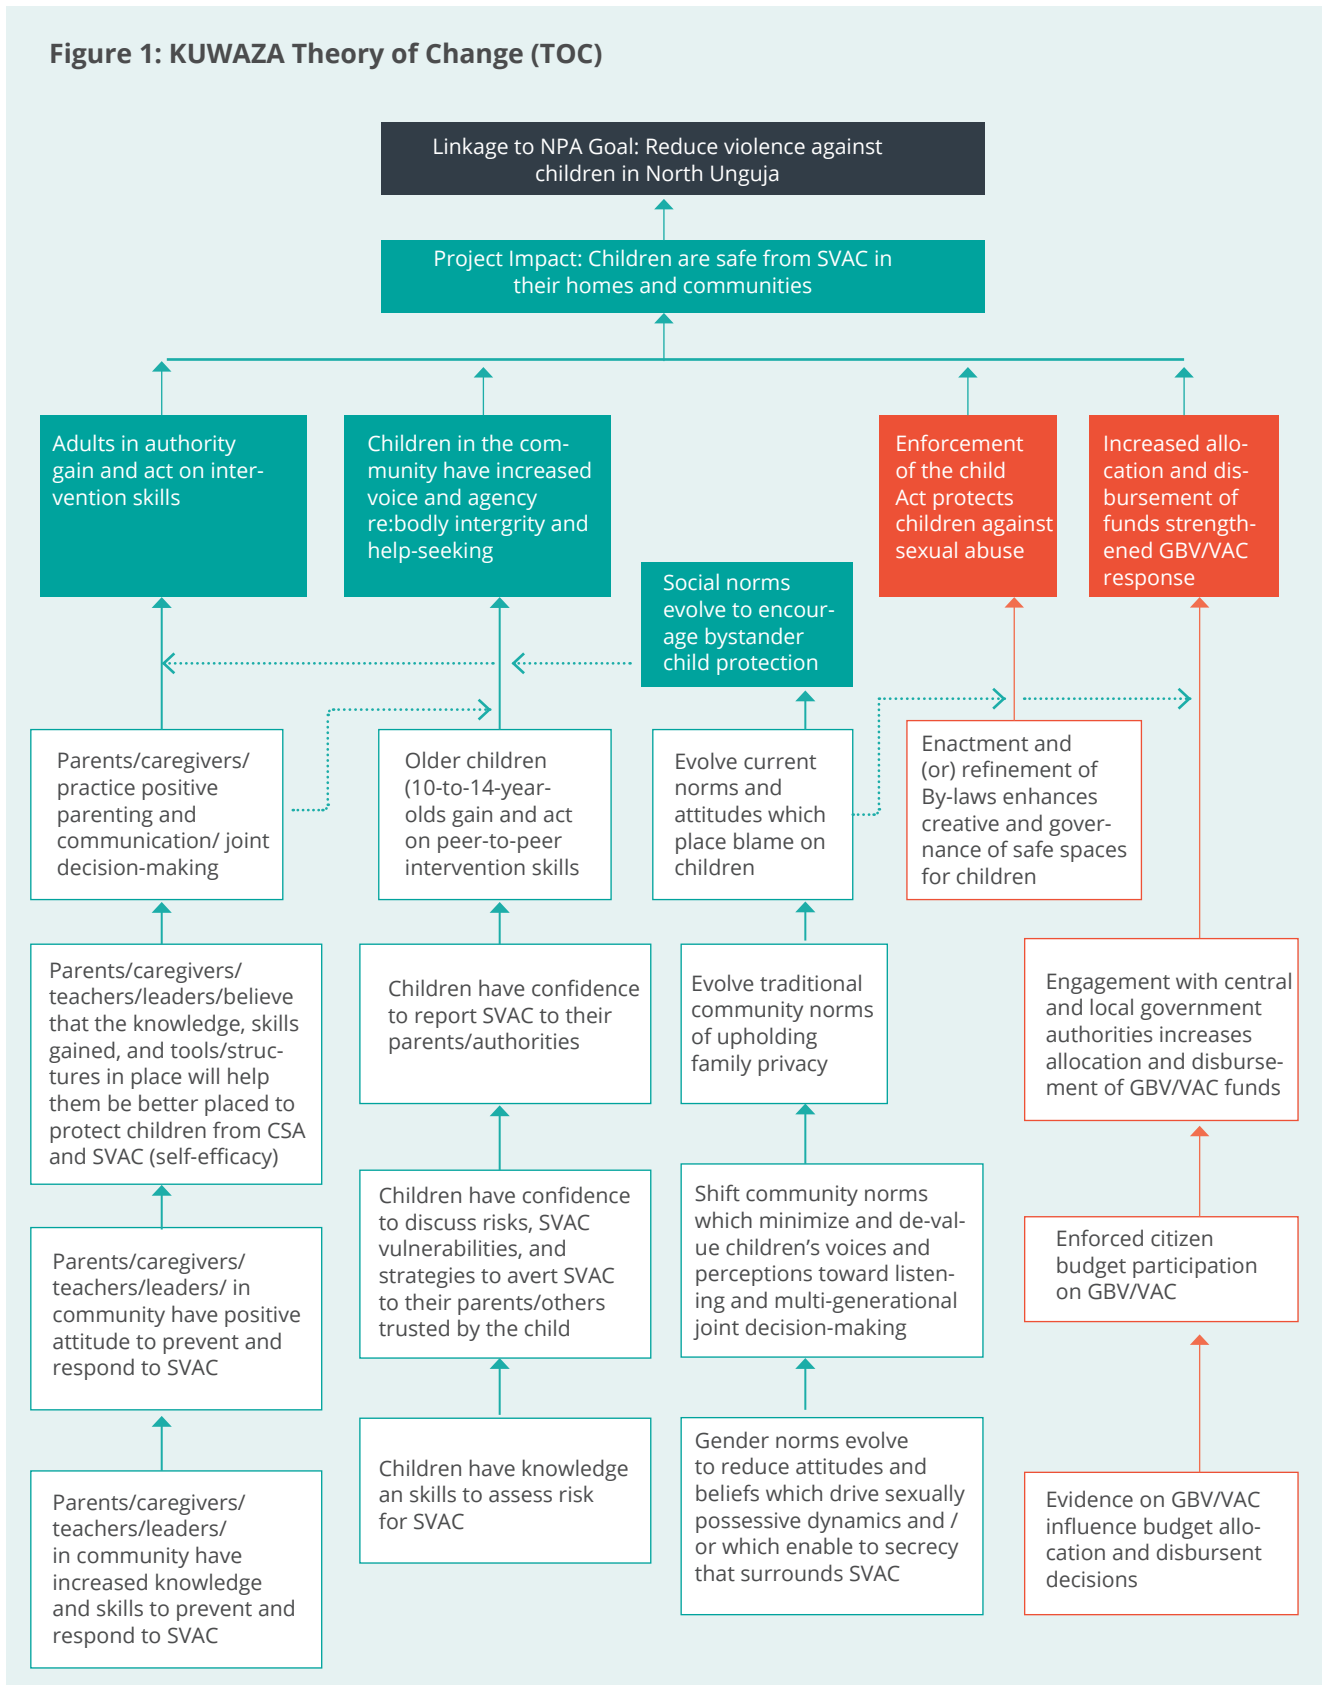 Figure 1: KUWAZA Theory of Change (TOC)
Linkage to NPA Goal: Reduce violence against
children in North Unguja
Project Impact: Children are safe from SVAC in
their homes and communities
Adults in authority
gain and act on inter-
vention skills
Children in the com-
munity have increased
voice and agency
re:bodily intergrity and
help-seeking
Social norms
evolve to encour-
age bystander
child protection
Enforcement
of the child
Act protects
children against
sexual abuse
Increased allo-
cation and dis-
bursement of
funds strength-
ened GBV/VAC
response
Parents/caregivers/
practice positive
parenting and
communication/ joint
decision-making
Older children
(10-to-14-year-
olds gain and act
on peer-to-peer
intervention skills
Evolve current
norms and
attitudes which
place blame on
children
Enactment and
(or) refinement of
By-laws enhances
creative and gover-
nance of safe spaces
for children
Parents/caregivers/
teachers/leaders/believe
that the knowledge, skills
gained, and tools/struc-
tures in place will help
them be better placed to
protect children from CSA
and SVAC (self-efficacy)
Children have confidence
to report SVAC to their
parents/authorities
Evolve traditional
community norms
of upholding
family privacy
Engagement with central
and local government
authorities increases
allocation and disburse-
ment of GBV/VAC funds
Parents/caregivers/
teachers/leaders/ in
community have positive
attitude to prevent and
respond to SVAC
Children have confidence
to discuss risks, SVAC
vulnerabilities, and
strategies to avert SVAC
to their parents/others
trusted by the child
Shift community norms
which minimize and de-val-
ue children’s voices and
perceptions toward listen-
ing and multi-generational
joint decision-making
Enforced citizen
budget participation
on GBV/VAC
Parents/caregivers/
teachers/leaders/
in community have
increased knowledge
and skills to prevent and
respond to SVAC
Children have knowledge
an skills to assess risk
for SVAC
Gender norms evolve
to reduce attitudes and
beliefs which drive sexually
possessive dynamics and /
or which enable to secrecy
that surrounds SVAC
Evidence on GBV/VAC
influence budget allo-
cation and disbursent
decisions